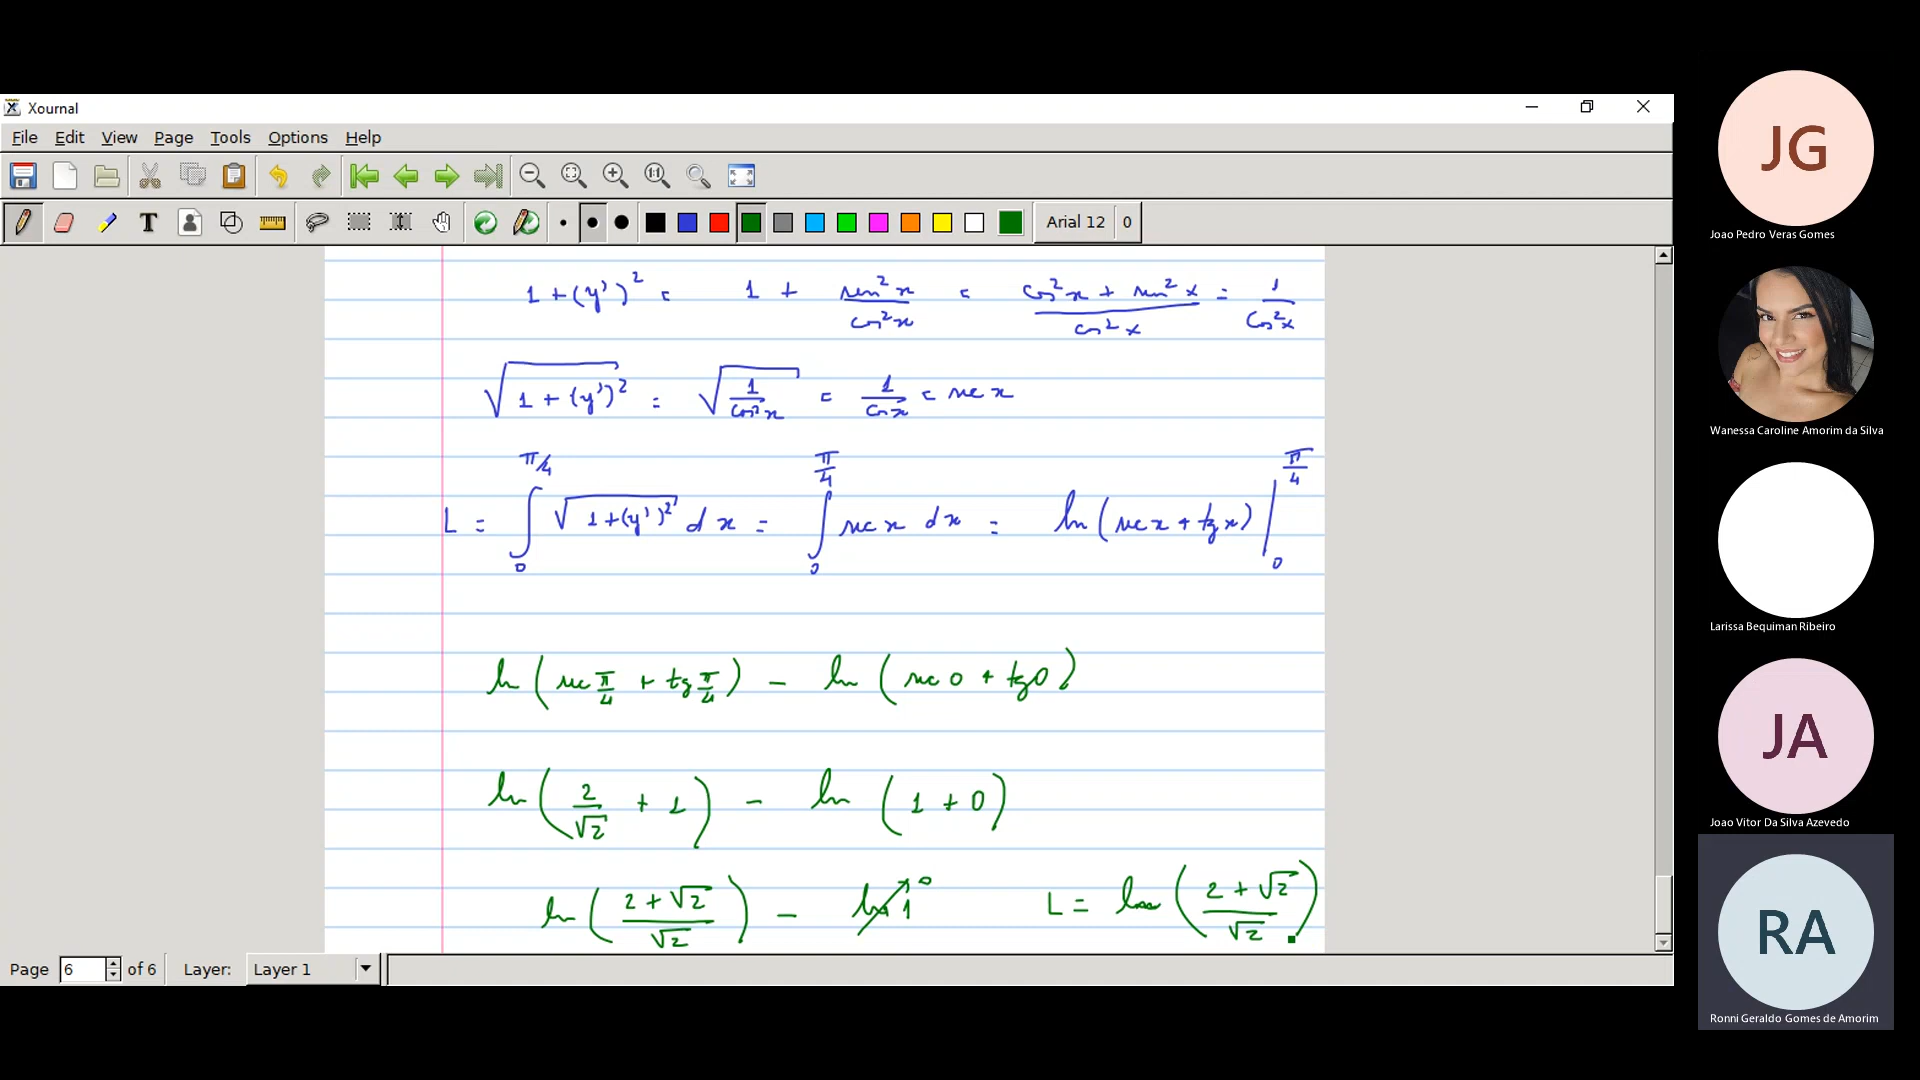 Xournal
File Edit View Page Tools Options Help
Arial 12 0
1 + (y')² = 1 + sen²x/cos²x = (cos²x + sen²x)/cos²x = 1/cos²x
√(1 + (y')²) = √(1/cos²x) = 1/cos x = sec x
L = ∫₀^(π/4) √(1+(y')²) dx = ∫₀^(π/4) sec x dx = ln(sec x + tg x) |₀^(π/4)
ln(sec π/4 + tg π/4) - ln(sec 0 + tg 0)
ln(2/√2 + 1) - ln(1 + 0)
ln((2 + √2)/√2) - ln 1 → 0 L = ln((2 + √2)/√2)
Page 6 of 6 Layer: Layer 1
JG
Joao Pedro Veras Gomes
Wanessa Caroline Amorim da Silva
Larissa Bequiman Ribeiro
JA
Joao Vitor Da Silva Azevedo
RA
Ronni Geraldo Gomes de Amorim